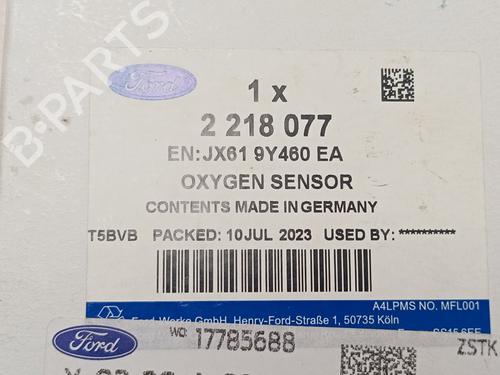 B-PARTS
Ford
1 x
2 218 077
EN: JX61 9Y460 EA
OXYGEN SENSOR
CONTENTS MADE IN GERMANY
T5BVB PACKED: 10JUL 2023 USED BY: **********
A4LPMS NO. MFL001
Ford-Werke GmbH, Henry-Ford-Straße 1, 50735 Köln
Ford
WO 17785688
ZSTK